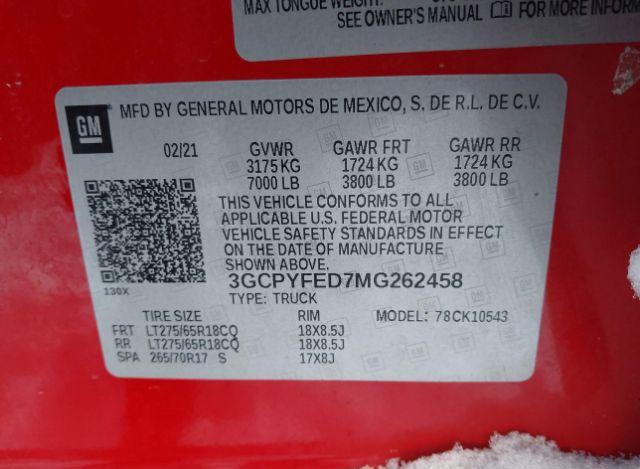 MAX TONGUE WEIGHT:
SEE OWNER'S MANUAL FOR MORE INFORM
GM MFD BY GENERAL MOTORS DE MEXICO, S. DE R.L. DE C.V.
02/21 GVWR GAWR FRT GAWR RR
3175 KG 1724 KG 1724 KG
7000 LB 3800 LB 3800 LB
THIS VEHICLE CONFORMS TO ALL
APPLICABLE U.S. FEDERAL MOTOR
VEHICLE SAFETY STANDARDS IN EFFECT
ON THE DATE OF MANUFACTURE
SHOWN ABOVE.
3GCPYFED7MG262458
130X
TYPE: TRUCK
TIRE SIZE RIM MODEL: 78CK10543
FRT LT275/65R18CQ 18X8.5J
RR LT275/65R18CQ 18X8.5J
SPA 265/70R17 S 17X8J